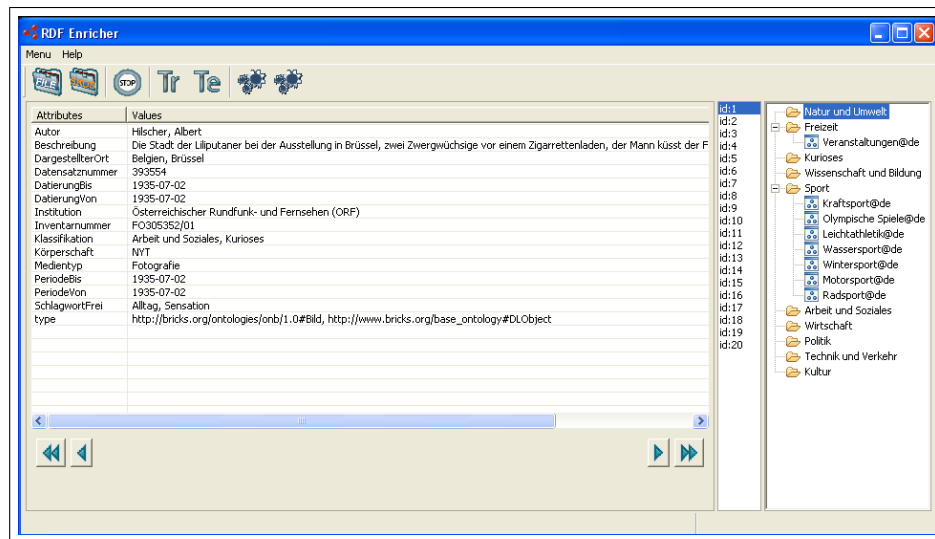 RDF Enricher
Menu Help
FILE
STOP Tr Te
Attributes Values
Autor Hilscher, Albert
Beschreibung Die Stadt der Liliputaner bei der Ausstellung in Brüssel, zwei Zwergwüchsige vor einem Zigarrettenladen, der Mann küsst der F
DargestellterOrt Belgien, Brüssel
Datensatznummer 393554
DatierungBis 1935-07-02
DatierungVon 1935-07-02
Institution Österreichischer Rundfunk- und Fernsehen (ORF)
Inventarnummer FO305352/01
Klassifikation Arbeit und Soziales, Kurioses
Körperschaft NYT
Medientyp Fotografie
PeriodeBis 1935-07-02
PeriodeVon 1935-07-02
SchlagwortFrei Alltag, Sensation
type http://bricks.org/ontologies/onb/1.0#Bild, http://www.bricks.org/base_ontology#DLObject
id:1
id:2
id:3
id:4
id:5
id:6
id:7
id:8
id:9
id:10
id:11
id:12
id:13
id:14
id:15
id:16
id:17
id:18
id:19
id:20
Natur und Umwelt
Freizeit
Veranstaltungen@de
Kurioses
Wissenschaft und Bildung
Sport
Kraftsport@de
Olympische Spiele@de
Leichtathletik@de
Wassersport@de
Wintersport@de
Motorsport@de
Radsport@de
Arbeit und Soziales
Wirtschaft
Politik
Technik und Verkehr
Kultur